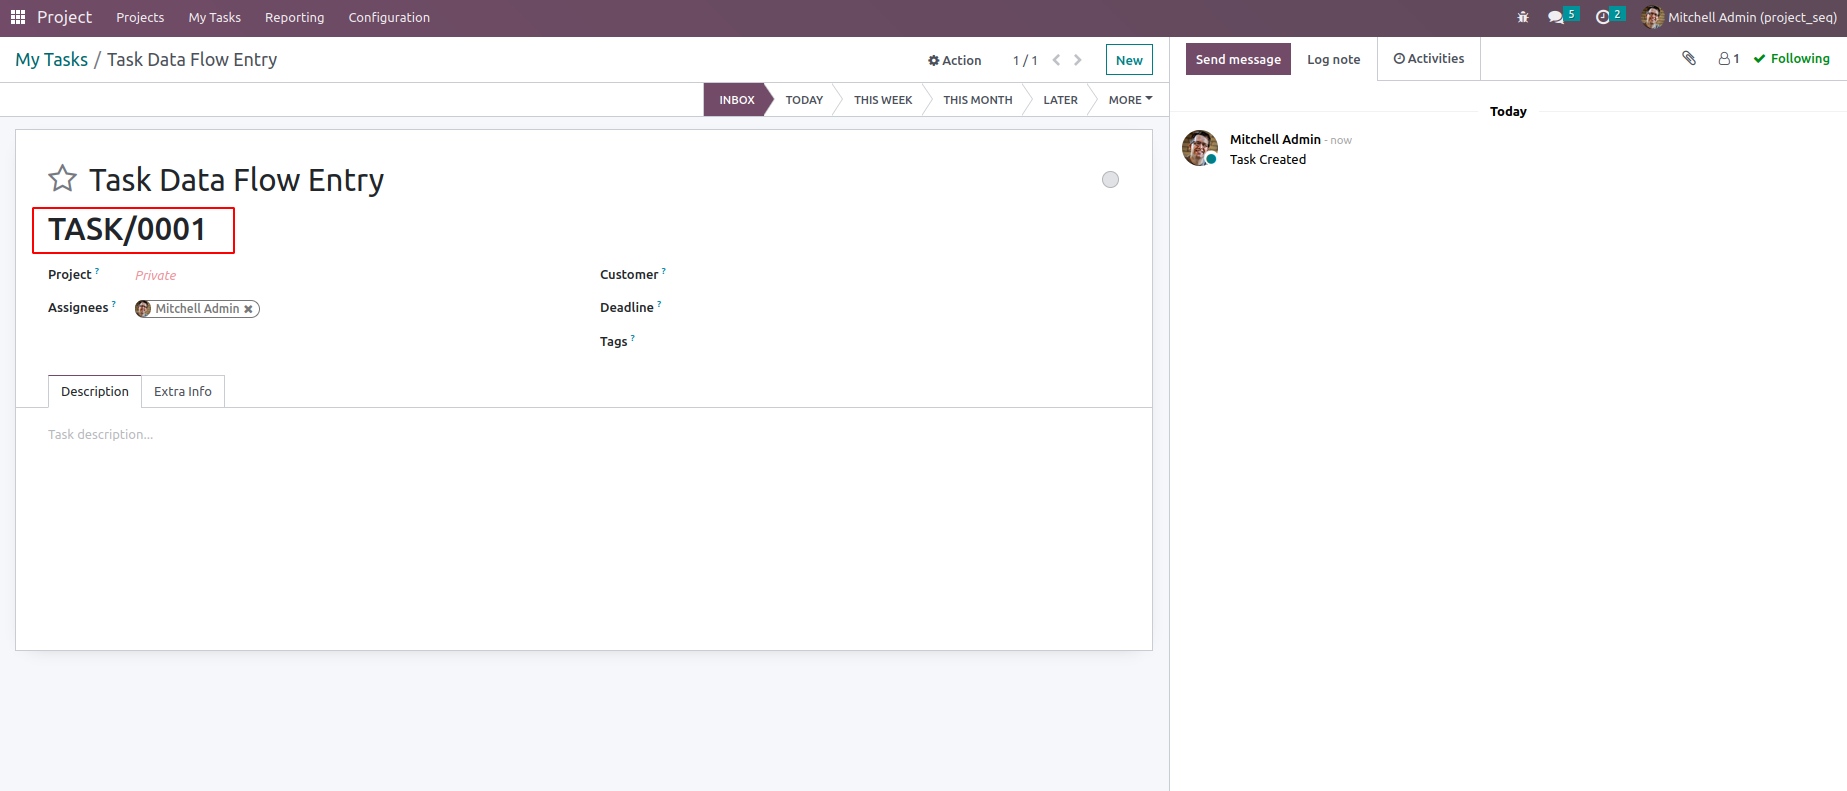 Project Projects My Tasks Reporting Configuration 5 2 Mitchell Admin (project_seq)
My Tasks / Task Data Flow Entry Action 1 / 1 New
Send message Log note Activities 1 Following
INBOX TODAY THIS WEEK THIS MONTH LATER MORE
Today
Mitchell Admin - now
Task Created
Task Data Flow Entry
TASK/0001
Project ? Private Customer ?
Assignees ? Mitchell Admin Deadline ?
Tags ?
Description Extra Info
Task description...